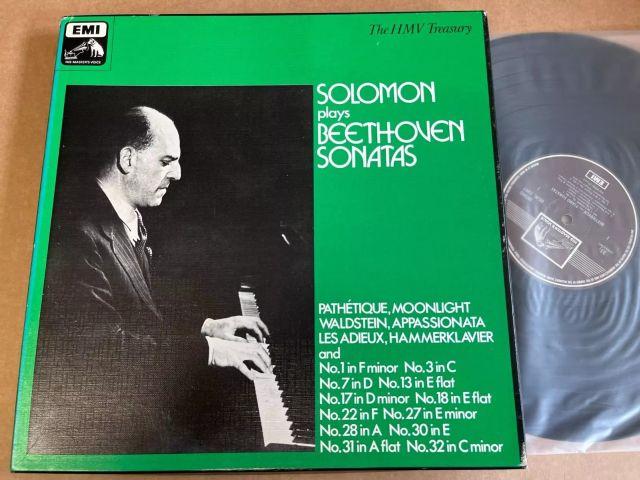 EMI
HIS MASTER'S VOICE
The HMV Treasury
SOLOMON
plays
BEETHOVEN
SONATAS
PATHÉTIQUE, MOONLIGHT
WALDSTEIN, APPASSIONATA
LES ADIEUX, HAMMERKLAVIER
and
No.1 in F minor No.3 in C
No.7 in D No.13 in E flat
No.17 in D minor No.18 in E flat
No.22 in F No.27 in E minor
No.28 in A No.30 in E
No.31 in A flat No.32 in C minor
EMI